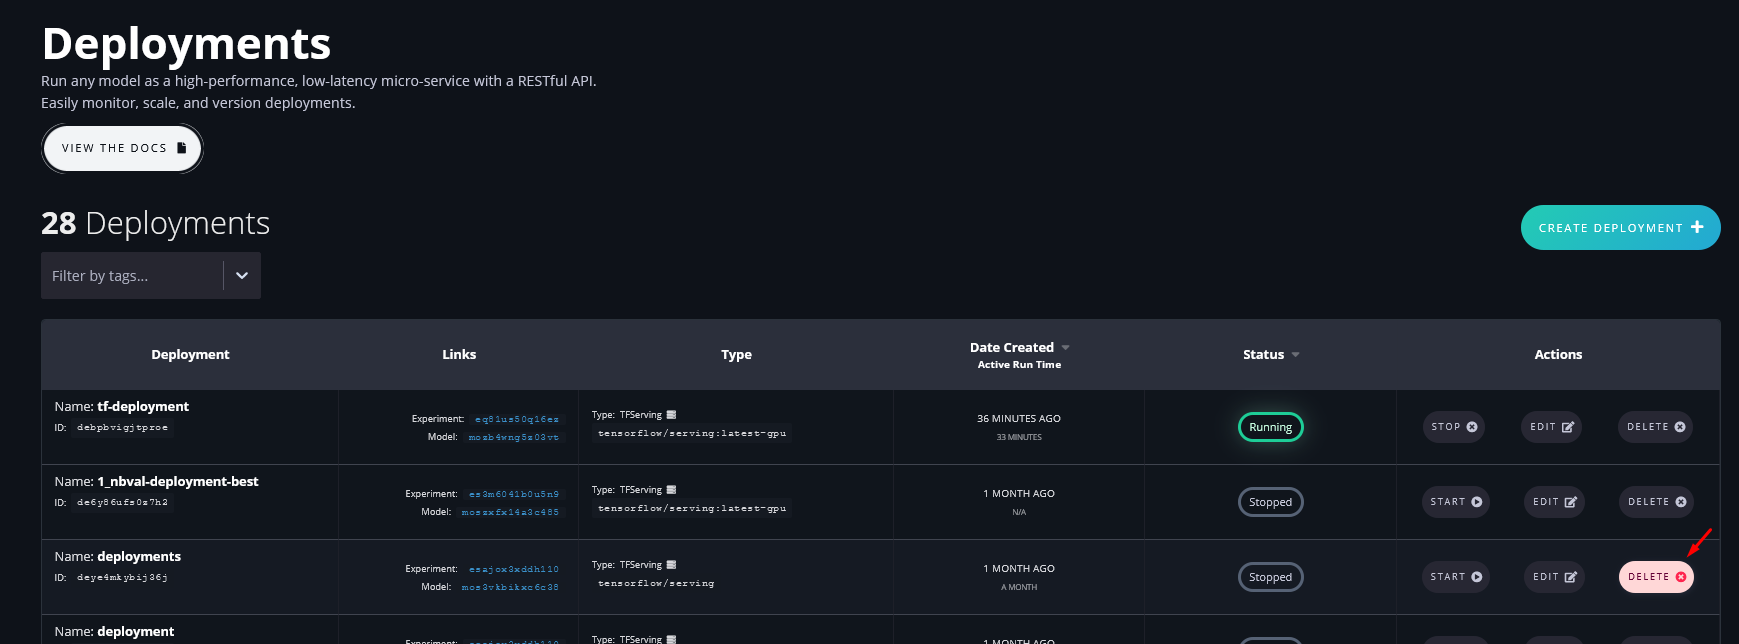 Deployments
Run any model as a high-performance, low-latency micro-service with a RESTful API.
Easily monitor, scale, and version deployments.
VIEW THE DOCS
28 Deployments
CREATE DEPLOYMENT
Filter by tags...
Deployment Links Type Date Created Status Actions
Active Run Time
Name: tf-deployment
ID: debpbvigjtproe
Experiment: eq81us50q16ez
Model: mozb4wng5z03vt
Type: TFServing
tensorflow/serving:latest-gpu
36 MINUTES AGO
33 MINUTES
Running
STOP EDIT DELETE
Name: 1_nbval-deployment-best
ID: de6y86ufs0z7h2
Experiment: es3m6041b0u5n9
Model: moszxfx14a3c485
Type: TFServing
tensorflow/serving:latest-gpu
1 MONTH AGO
N/A
Stopped
START EDIT DELETE
Name: deployments
ID: deye4mkybij36j
Experiment: esajox3xddh110
Model: mos3vkbikxc6c38
Type: TFServing
tensorflow/serving
1 MONTH AGO
A MONTH
Stopped
START EDIT DELETE
Name: deployment
Experiment:
Type: TFServing
1 MONTH AGO